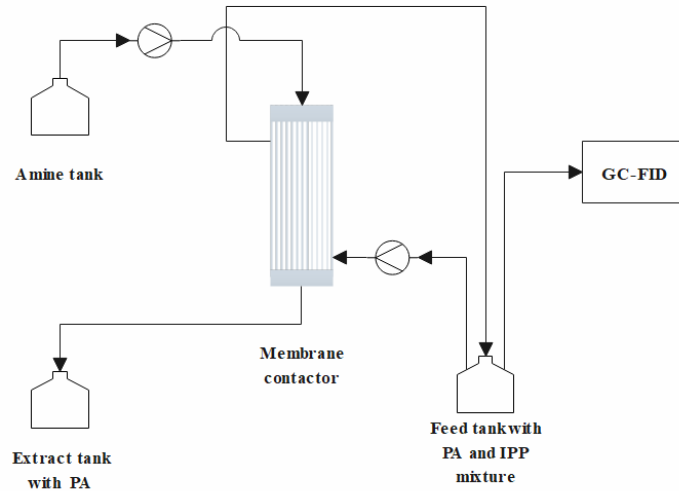 Amine tank
GC-FID
Membrane
contactor
Extract tank
with PA
Feed tank with
PA and IPP
mixture